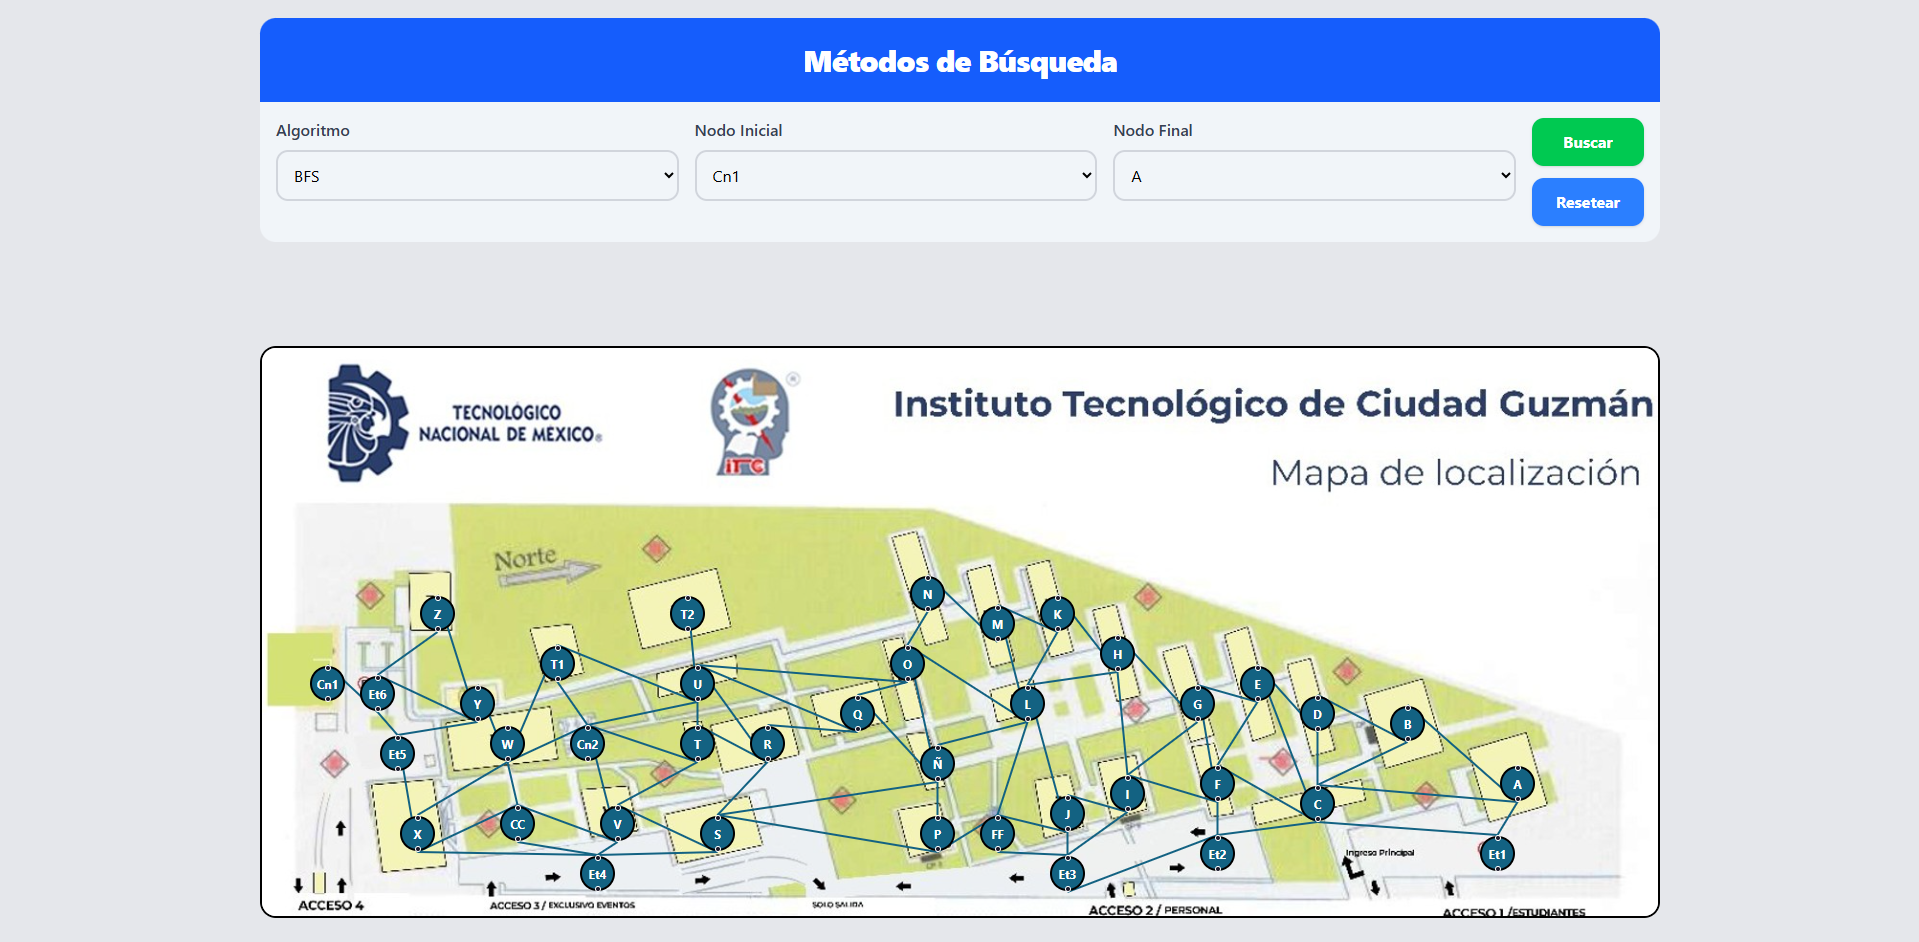 Métodos de Búsqueda
Algoritmo
Nodo Inicial
Nodo Final
BFS
Cn1
A
Buscar
Resetear
TECNOLÓGICO
NACIONAL DE MÉXICO®
®
ITCG
Instituto Tecnológico de Ciudad Guzmán
Mapa de localización
Norte
N
Z
T2
M
K
T1
O
H
Cn1
Et6
U
E
Y
Q
L
G
D
B
W
Cn2
T
R
Et5
Ñ
I
F
A
CC
V
J
C
X
S
P
FF
Et4
Et3
Et2
Et1
Ingreso Principal
ACCESO 4
ACCESO 3 / EXCLUSIVO EVENTOS
SOLO SALIDA
ACCESO 2 / PERSONAL
ACCESO 1 /ESTUDIANTES